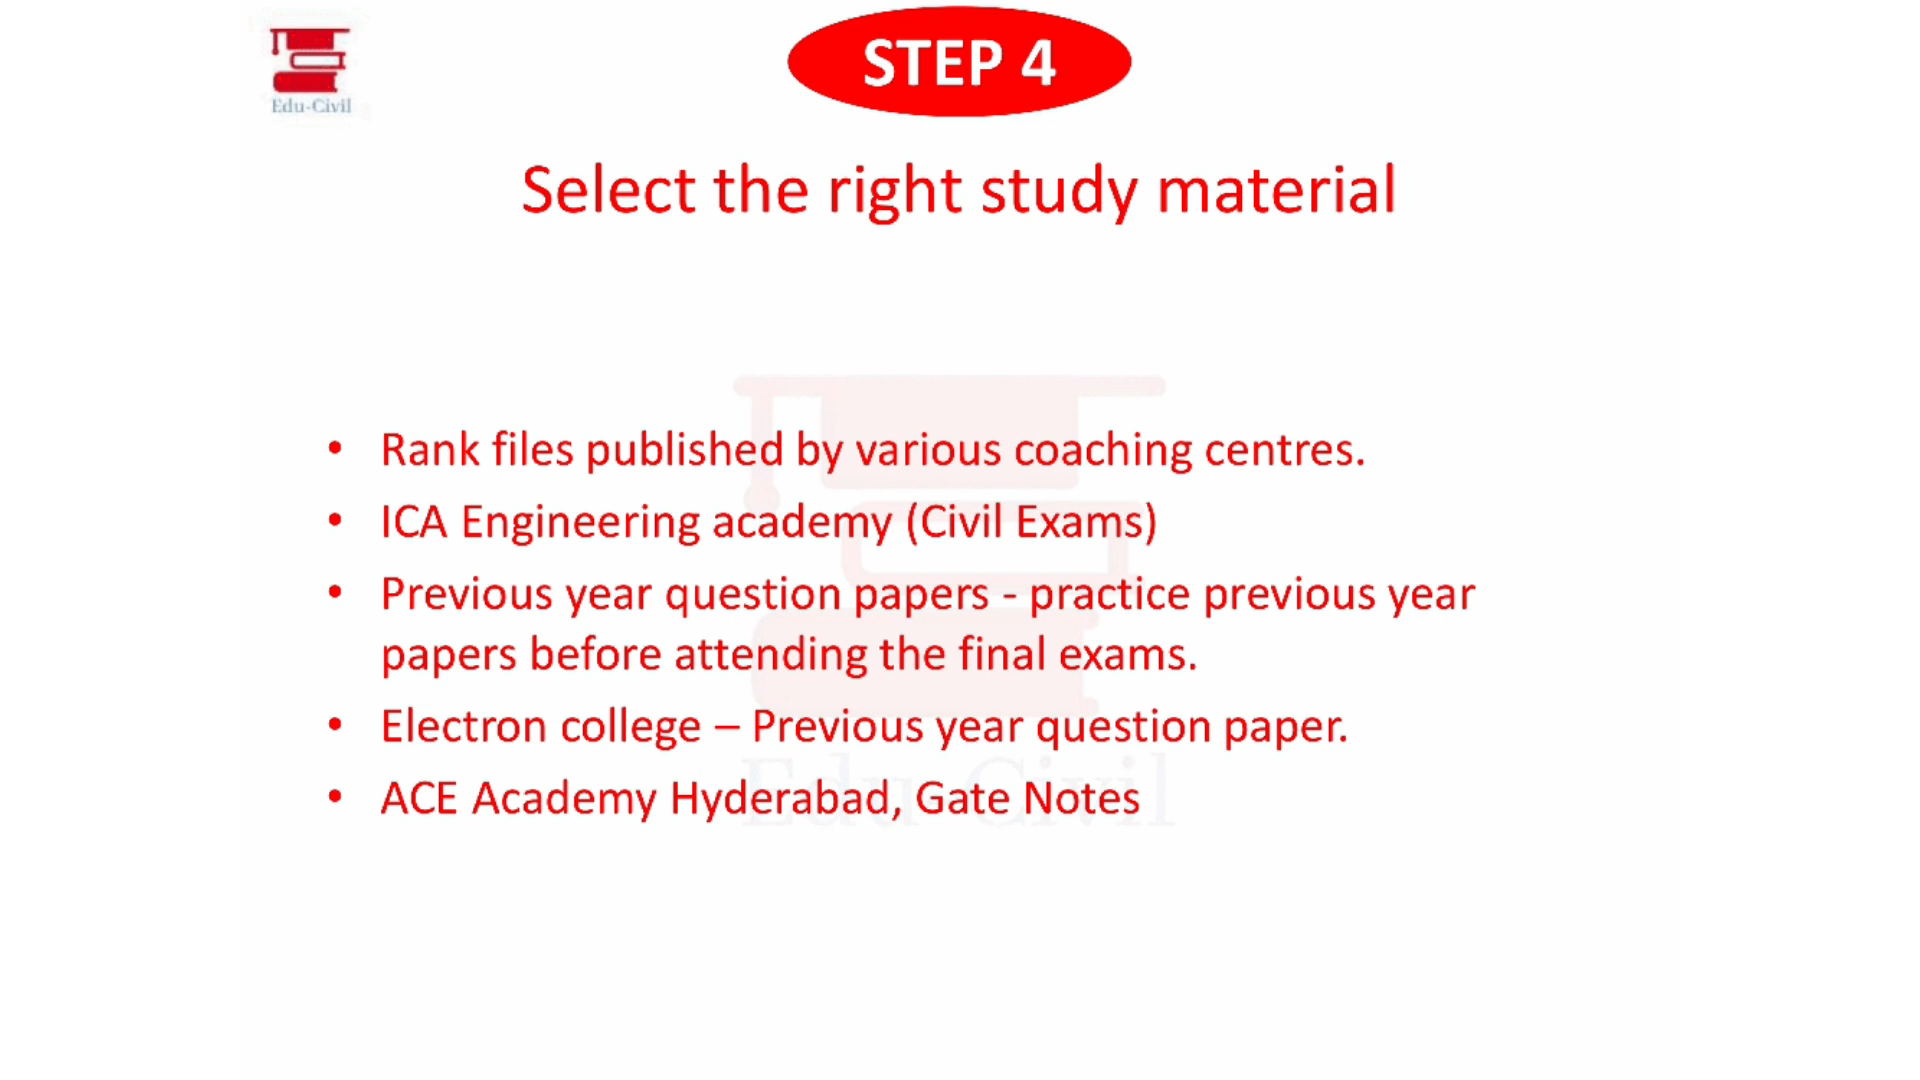 Edu-Civil
STEP 4
Select the right study material
• Rank files published by various coaching centres.
• ICA Engineering academy (Civil Exams)
• Previous year question papers - practice previous year
papers before attending the final exams.
• Electron college – Previous year question paper.
• ACE Academy Hyderabad, Gate Notes
Edu-Civil